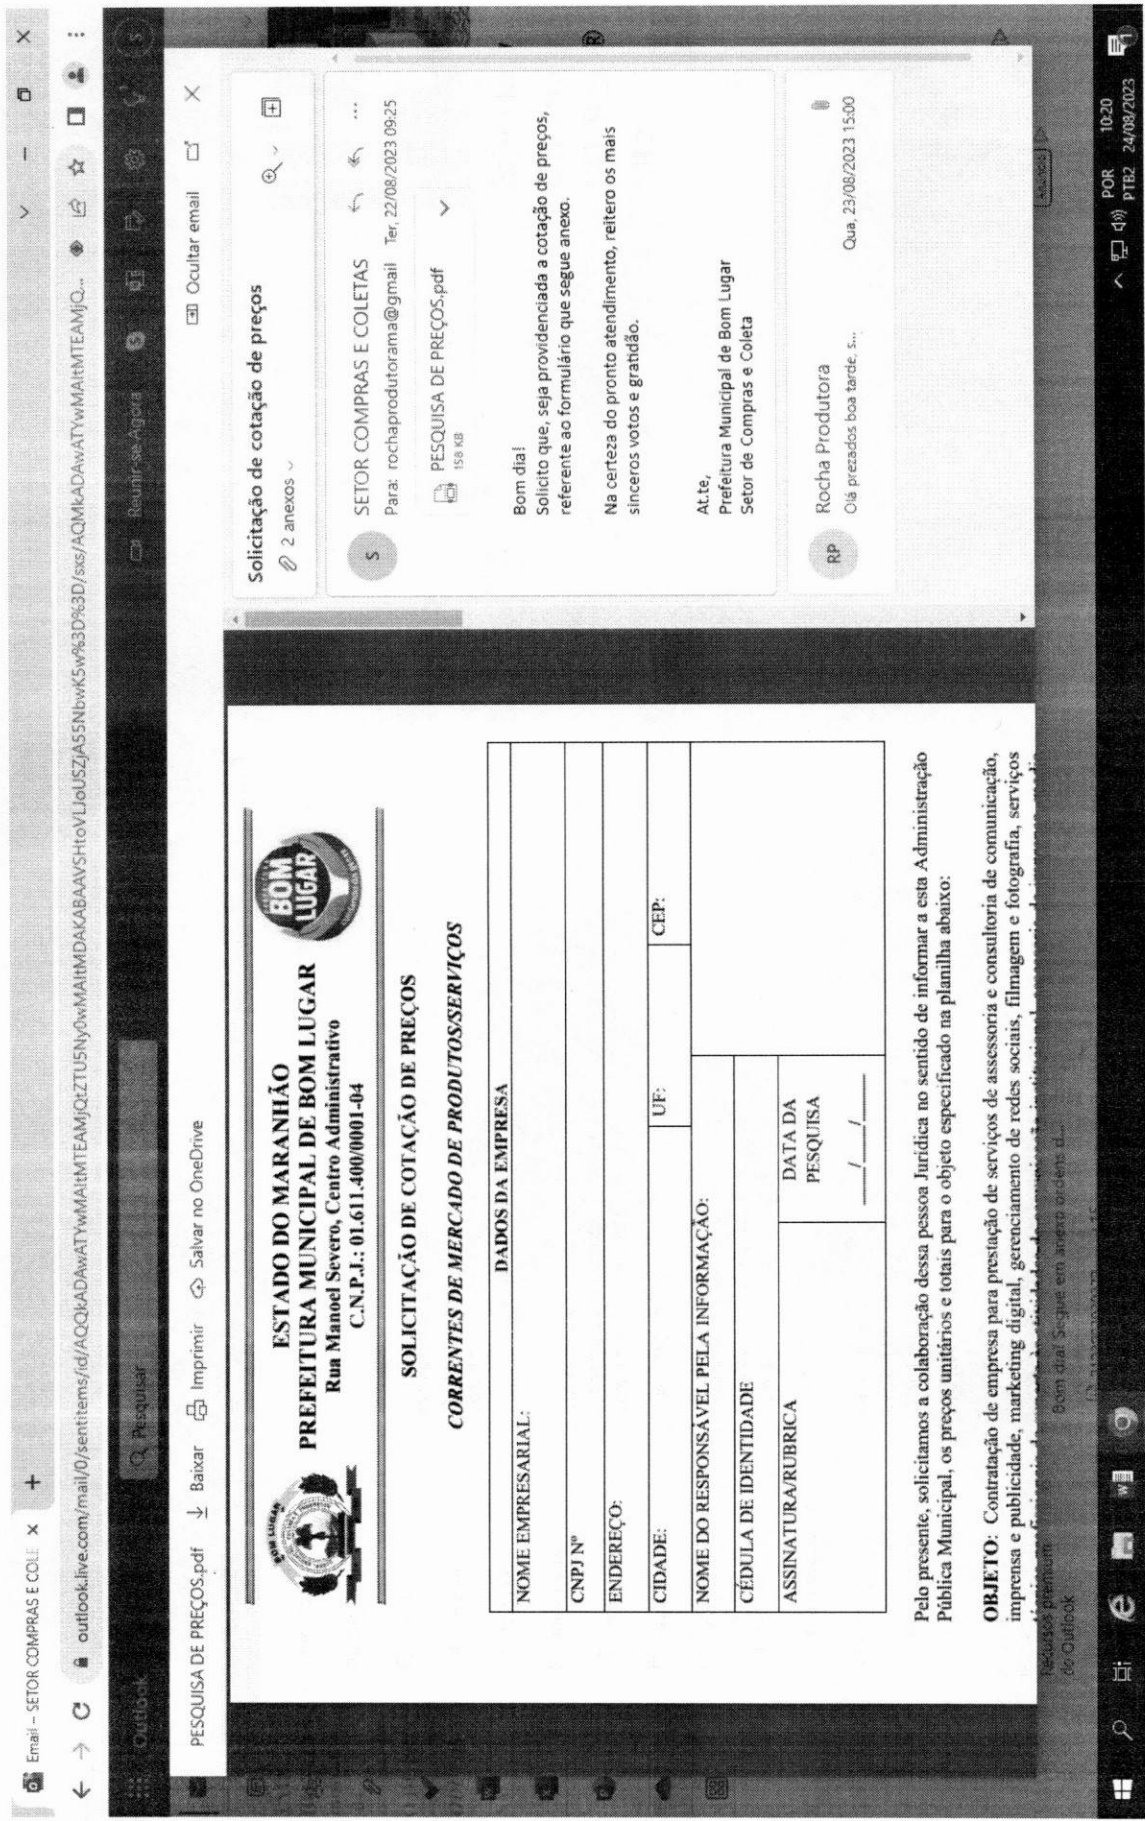 Email – SETOR COMPRAS E COLE
outlook.live.com/mail/0/sentitems/id/
Outlook
Pesquisar
Reunir-se Agora
PESQUISA DE PREÇOS.pdf
Baixar
Imprimir
Salvar no OneDrive
Ocultar email
ESTADO DO MARANHÃO
PREFEITURA MUNICIPAL DE BOM LUGAR
Rua Manoel Severo, Centro Administrativo
C.N.P.J.: 01.611.400/0001-04
BOM LUGAR
BOM
LUGAR
SOLICITAÇÃO DE COTAÇÃO DE PREÇOS
CORRENTES DE MERCADO DE PRODUTOS/SERVIÇOS
DADOS DA EMPRESA
NOME EMPRESARIAL:
CNPJ Nº
ENDEREÇO:
CIDADE:
UF:
CEP:
NOME DO RESPONSÁVEL PELA INFORMAÇÃO:
CÉDULA DE IDENTIDADE
ASSINATURA/RUBRICA
DATA DA
PESQUISA
____/____/____
Pelo presente, solicitamos a colaboração dessa pessoa Jurídica no sentido de informar a esta Administração
Pública Municipal, os preços unitários e totais para o objeto especificado na planilha abaixo:
OBJETO: Contratação de empresa para prestação de serviços de assessoria e consultoria de comunicação,
imprensa e publicidade, marketing digital, gerenciamento de redes sociais, filmagem e fotografia, serviços
Recursos premium
do Outlook
Bom dia! Segue em anexo ordens d...
Solicitação de cotação de preços
2 anexos
S
SETOR COMPRAS E COLETAS
Para: rochaprodutorama@gmail
Ter, 22/08/2023 09:25
PESQUISA DE PREÇOS.pdf
158 KB
Bom dia!
Solicito que, seja providenciada a cotação de preços,
referente ao formulário que segue anexo.
Na certeza do pronto atendimento, reitero os mais
sinceros votos e gratidão.
At.te,
Prefeitura Municipal de Bom Lugar
Setor de Compras e Coleta
RP
Rocha Produtora
Olá prezados boa tarde, s...
Qua, 23/08/2023 15:00
POR
PTB2
10:20
24/08/2023